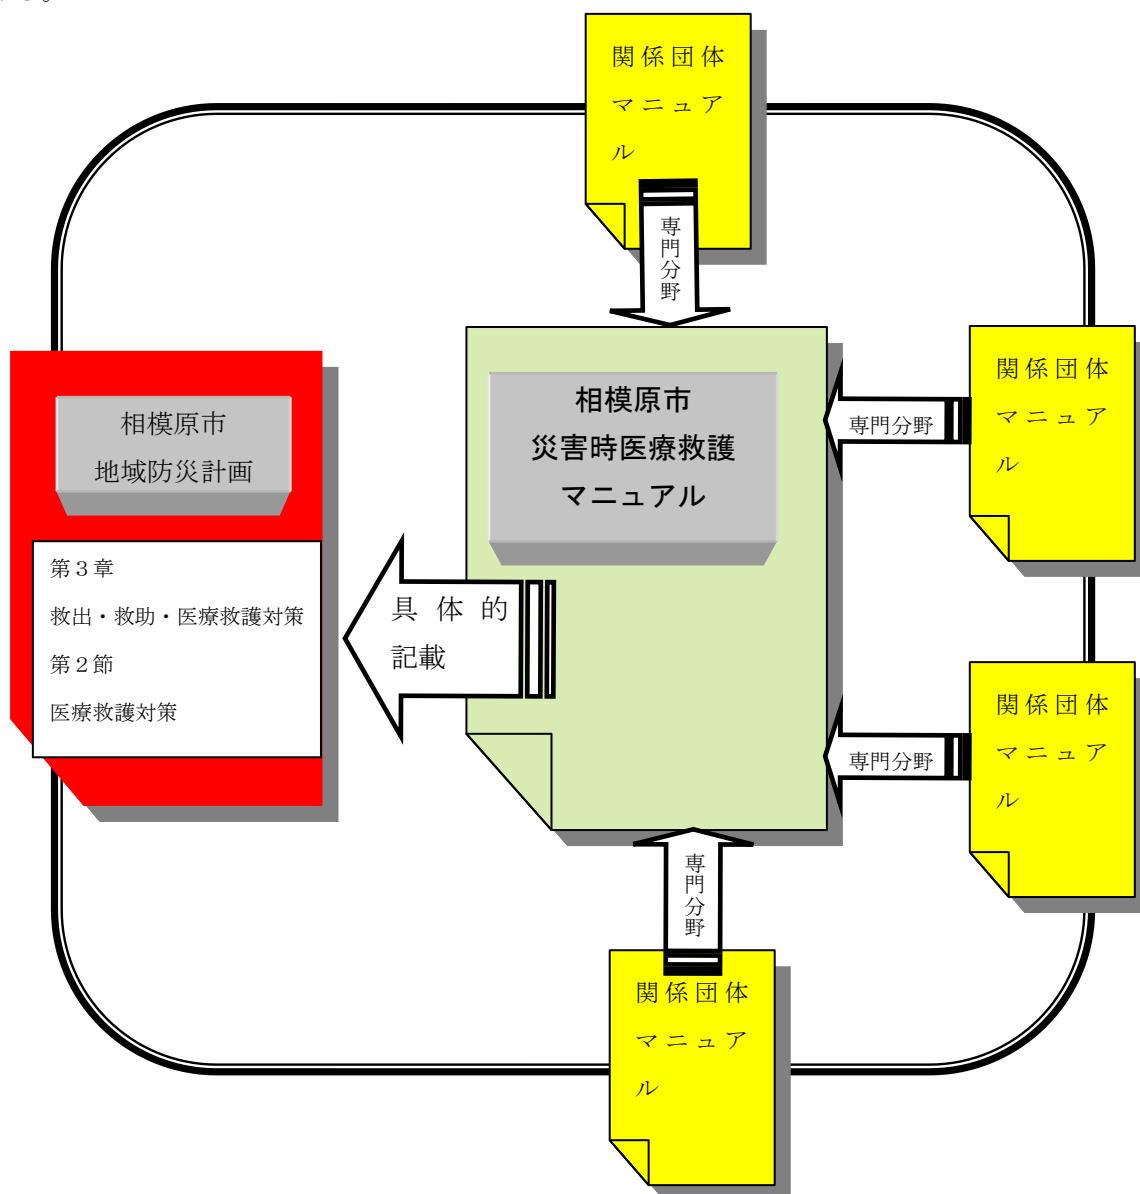 関係団体
マニュア
ル
専門分野
相模原市
地域防災計画
第３章
救出・救助・医療救護対策
第２節
医療救護対策
具体的
記載
相模原市
災害時医療救護
マニュアル
専門分野
関係団体
マニュア
ル
専門分野
関係団体
マニュア
ル
専門分野
関係団体
マニュア
ル